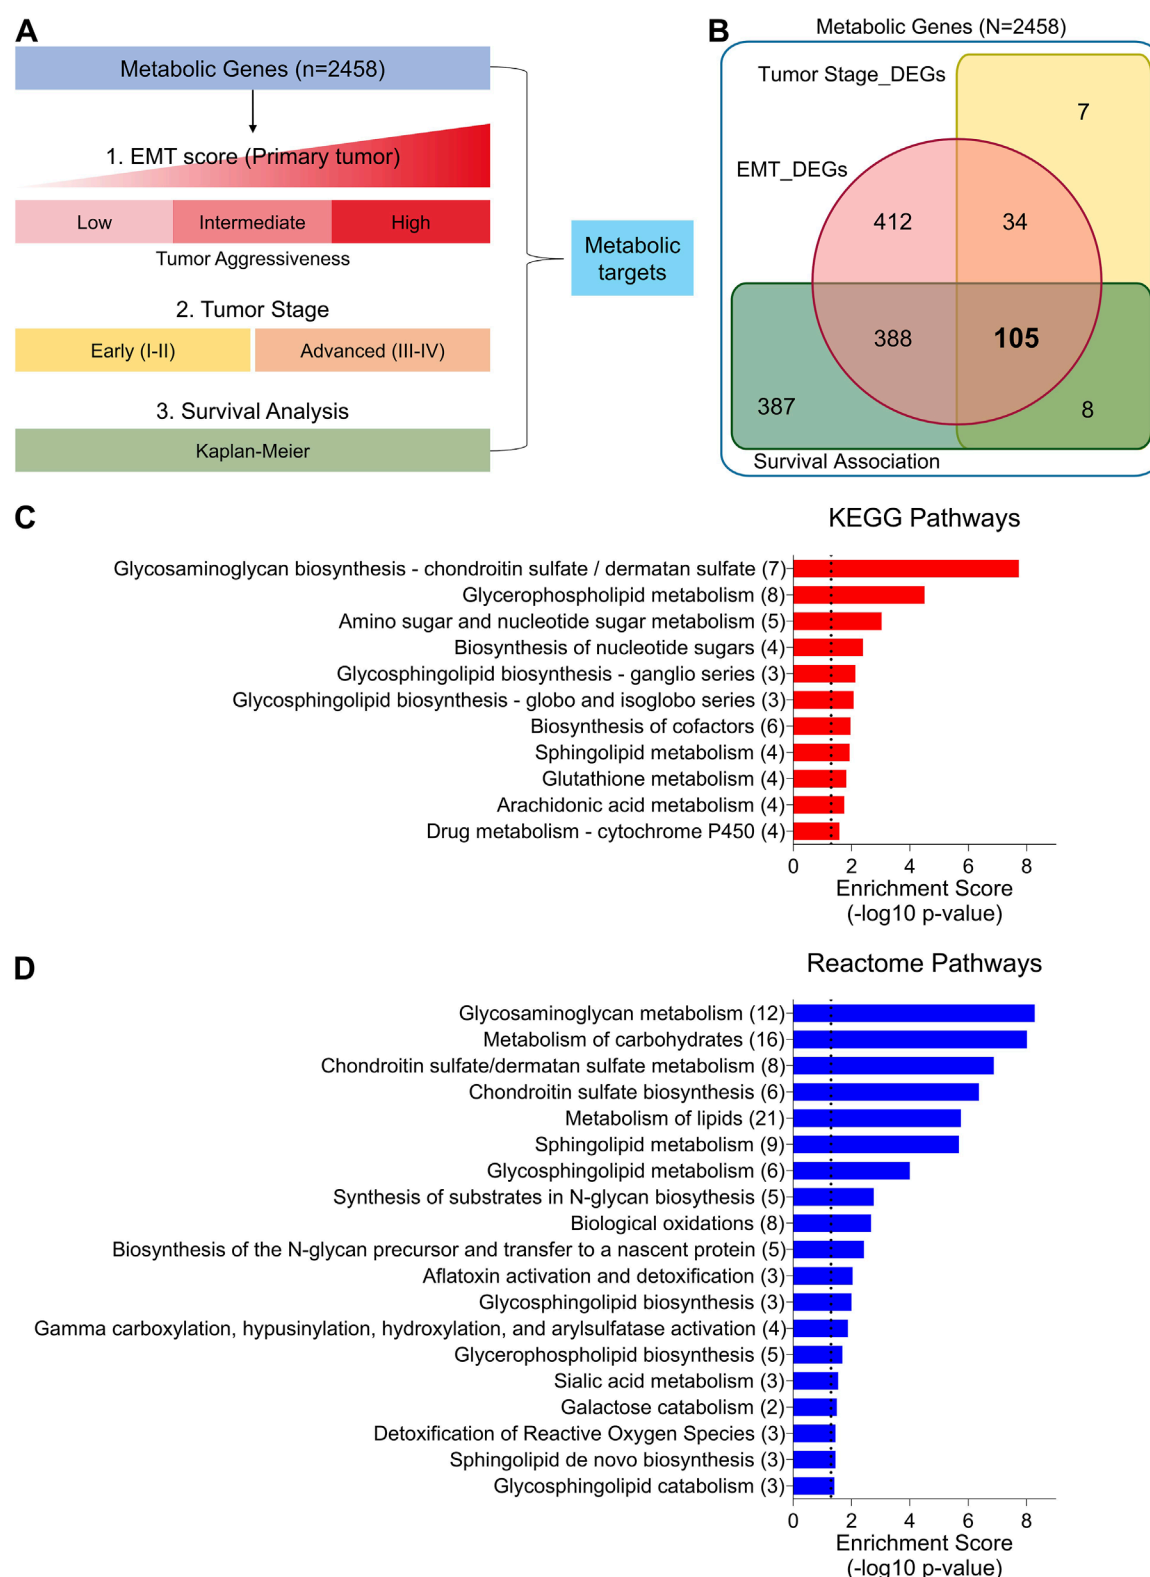 A
Metabolic Genes (n=2458)
1. EMT score (Primary tumor)
Low
Intermediate
High
Tumor Aggressiveness
2. Tumor Stage
Early (I-II)
Advanced (III-IV)
3. Survival Analysis
Kaplan-Meier
Metabolic
targets
B
Metabolic Genes (N=2458)
Tumor Stage_DEGs
7
EMT_DEGs
412
34
388
105
387
8
Survival Association
C
KEGG Pathways
Glycosaminoglycan biosynthesis - chondroitin sulfate / dermatan sulfate (7)
Glycerophospholipid metabolism (8)
Amino sugar and nucleotide sugar metabolism (5)
Biosynthesis of nucleotide sugars (4)
Glycosphingolipid biosynthesis - ganglio series (3)
Glycosphingolipid biosynthesis - globo and isoglobo series (3)
Biosynthesis of cofactors (6)
Sphingolipid metabolism (4)
Glutathione metabolism (4)
Arachidonic acid metabolism (4)
Drug metabolism - cytochrome P450 (4)
0 2 4 6 8
Enrichment Score
(-log10 p-value)
D
Reactome Pathways
Glycosaminoglycan metabolism (12)
Metabolism of carbohydrates (16)
Chondroitin sulfate/dermatan sulfate metabolism (8)
Chondroitin sulfate biosynthesis (6)
Metabolism of lipids (21)
Sphingolipid metabolism (9)
Glycosphingolipid metabolism (6)
Synthesis of substrates in N-glycan biosythesis (5)
Biological oxidations (8)
Biosynthesis of the N-glycan precursor and transfer to a nascent protein (5)
Aflatoxin activation and detoxification (3)
Glycosphingolipid biosynthesis (3)
Gamma carboxylation, hypusinylation, hydroxylation, and arylsulfatase activation (4)
Glycerophospholipid biosynthesis (5)
Sialic acid metabolism (3)
Galactose catabolism (2)
Detoxification of Reactive Oxygen Species (3)
Sphingolipid de novo biosynthesis (3)
Glycosphingolipid catabolism (3)
0 2 4 6 8
Enrichment Score
(-log10 p-value)